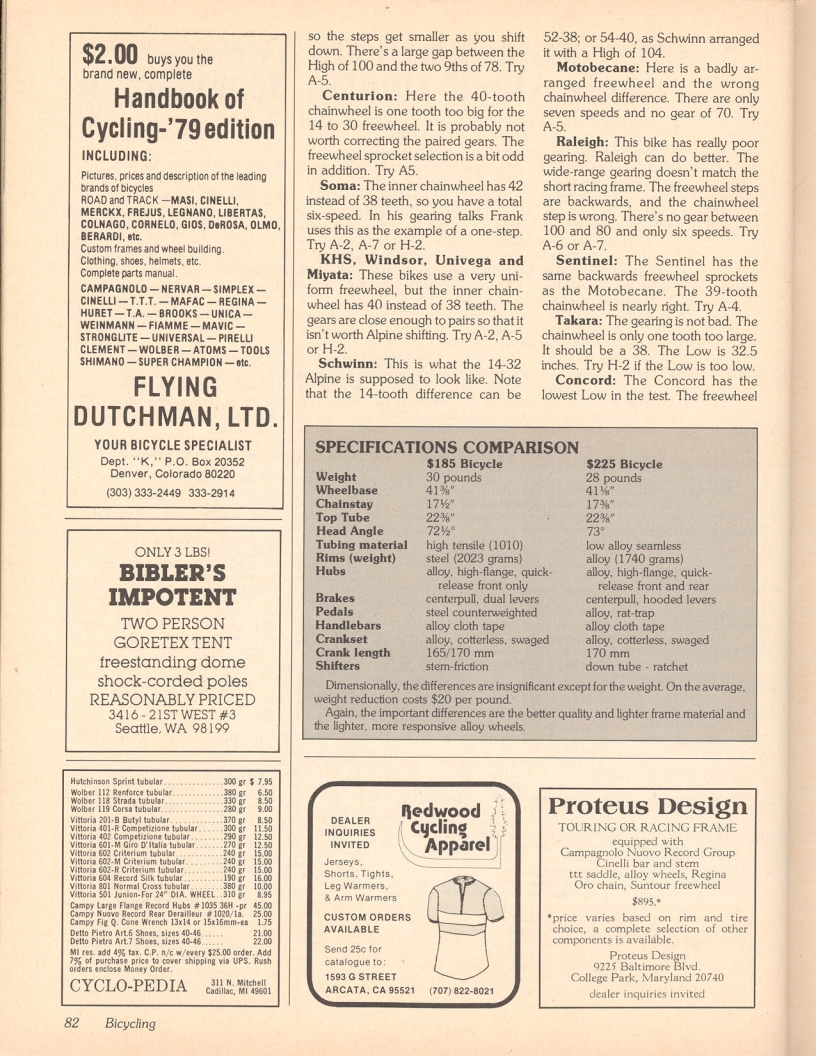 $2.00 buys you the
brand new, complete
Handbook of
Cycling-'79 edition
INCLUDING:
Pictures, prices and description of the leading
brands of bicycles
ROAD and TRACK — MASI, CINELLI,
MERCKX, FREJUS, LEGNANO, LIBERTAS,
COLNAGO, CORNELO, GIOS, DeROSA, OLMO,
BERARDI, etc.
Custom frames and wheel building.
Clothing, shoes, helmets, etc.
Complete parts manual.
CAMPAGNOLO — NERVAR — SIMPLEX —
CINELLI — T.T.T. — MAFAC — REGINA —
HURET — T.A. — BROOKS — UNICA —
WEINMANN — FIAMME — MAVIC —
STRONGLITE — UNIVERSAL — PIRELLI
CLEMENT — WOLBER — ATOMS — TOOLS
SHIMANO — SUPER CHAMPION — etc.
FLYING
DUTCHMAN, LTD.
YOUR BICYCLE SPECIALIST
Dept. "K," P.O. Box 20352
Denver, Colorado 80220
(303) 333-2449 333-2914
ONLY 3 LBS!
BIBLER'S
IMPOTENT
TWO PERSON
GORETEX TENT
freestanding dome
shock-corded poles
REASONABLY PRICED
3416 - 21ST WEST #3
Seattle, WA 98199
Hutchinson Sprint tubular . . . . . . . . . . . . . 300 gr $ 7.95
Wolber 112 Renforce tubular . . . . . . . . . . 380 gr 6.50
Wolber 118 Strada tubular . . . . . . . . . . . . 330 gr 8.50
Wolber 119 Corsa tubular . . . . . . . . . . . . 280 gr 9.00
Vittoria 201-B Butyl tubular . . . . . . . . . . . 370 gr 8.50
Vittoria 401-R Competizione tubular . . . . . . 300 gr 11.50
Vittoria 402 Competizione tubular . . . . . . . 290 gr 12.50
Vittoria 601-M Giro D'Italia tubular . . . . . . 270 gr 12.50
Vittoria 602 Criterium tubular . . . . . . . . . . 240 gr 15.00
Vittoria 602-M Criterium tubular . . . . . . . . 240 gr 15.00
Vittoria 602-R Criterium tubular . . . . . . . . 240 gr 15.00
Vittoria 604 Record Silk tubular . . . . . . . . 190 gr 16.00
Vittoria 801 Normal Cross tubular . . . . . . . 380 gr 10.00
Vittoria 501 Junior-For 24" DIA. WHEEL . . 310 gr 8.95
Campy Large Flange Record Hubs #1035 36H -pr 45.00
Campy Nuovo Record Rear Derailleur #1020/1a. 25.00
Campy Fig Q. Cone Wrench 13x14 or 15x16mm-ea 1.75
Detto Pietro Art.6 Shoes, sizes 40-46 . . . . . . 21.00
Detto Pietro Art.7 Shoes, sizes 40-46 . . . . . . 22.00
MI res. add 4% tax. C.P. n/c w/every $25.00 order. Add
7% of purchase price to cover shipping via UPS. Rush
orders enclose Money Order.
CYCLO-PEDIA 311 N. Mitchell
Cadillac, MI 49601
so the steps get smaller as you shift
down. There's a large gap between the
High of 100 and the two 9ths of 78. Try
A-5.
Centurion: Here the 40-tooth
chainwheel is one tooth too big for the
14 to 30 freewheel. It is probably not
worth correcting the paired gears. The
freewheel sprocket selection is a bit odd
in addition. Try A5.
Soma: The inner chainwheel has 42
instead of 38 teeth, so you have a total
six-speed. In his gearing talks Frank
uses this as the example of a one-step.
Try A-2, A-7 or H-2.
KHS, Windsor, Univega and
Miyata: These bikes use a very uni-
form freewheel, but the inner chain-
wheel has 40 instead of 38 teeth. The
gears are close enough to pairs so that it
isn't worth Alpine shifting. Try A-2, A-5
or H-2.
Schwinn: This is what the 14-32
Alpine is supposed to look like. Note
that the 14-tooth difference can be
52-38; or 54-40, as Schwinn arranged
it with a High of 104.
Motobecane: Here is a badly ar-
ranged freewheel and the wrong
chainwheel difference. There are only
seven speeds and no gear of 70. Try
A-5.
Raleigh: This bike has really poor
gearing. Raleigh can do better. The
wide-range gearing doesn't match the
short racing frame. The freewheel steps
are backwards, and the chainwheel
step is wrong. There's no gear between
100 and 80 and only six speeds. Try
A-6 or A-7.
Sentinel: The Sentinel has the
same backwards freewheel sprockets
as the Motobecane. The 39-tooth
chainwheel is nearly right. Try A-4.
Takara: The gearing is not bad. The
chainwheel is only one tooth too large.
It should be a 38. The Low is 32.5
inches. Try H-2 if the Low is too low.
Concord: The Concord has the
lowest Low in the test. The freewheel
SPECIFICATIONS COMPARISON
$185 Bicycle $225 Bicycle
Weight 30 pounds 28 pounds
Wheelbase 41⅜" 41⅛"
Chainstay 17½" 17⅜"
Top Tube 22⅜" 22⅜"
Head Angle 72½° 73°
Tubing material high tensile (1010) low alloy seamless
Rims (weight) steel (2023 grams) alloy (1740 grams)
Hubs alloy, high-flange, quick- alloy, high-flange, quick-
release front only release front and rear
Brakes centerpull, dual levers centerpull, hooded levers
Pedals steel counterweighted alloy, rat-trap
Handlebars alloy cloth tape alloy cloth tape
Crankset alloy, cotterless, swaged alloy, cotterless, swaged
Crank length 165/170 mm 170 mm
Shifters stem-friction down tube - ratchet
Dimensionally, the differences are insignificant except for the weight. On the average,
weight reduction costs $20 per pound.
Again, the important differences are the better quality and lighter frame material and
the lighter, more responsive alloy wheels.
DEALER
INQUIRIES
INVITED
Redwood
Cycling
Apparel
Jerseys,
Shorts, Tights,
Leg Warmers,
& Arm Warmers
CUSTOM ORDERS
AVAILABLE
Send 25c for
catalogue to:
1593 G STREET
ARCATA, CA 95521 (707) 822-8021
Proteus Design
TOURING OR RACING FRAME
equipped with
Campagnolo Nuovo Record Group
Cinelli bar and stem
ttt saddle, alloy wheels, Regina
Oro chain, Suntour freewheel
$895.*
*price varies based on rim and tire
choice, a complete selection of other
components is available.
Proteus Design
9225 Baltimore Blvd.
College Park, Maryland 20740
dealer inquiries invited
82 Bicycling